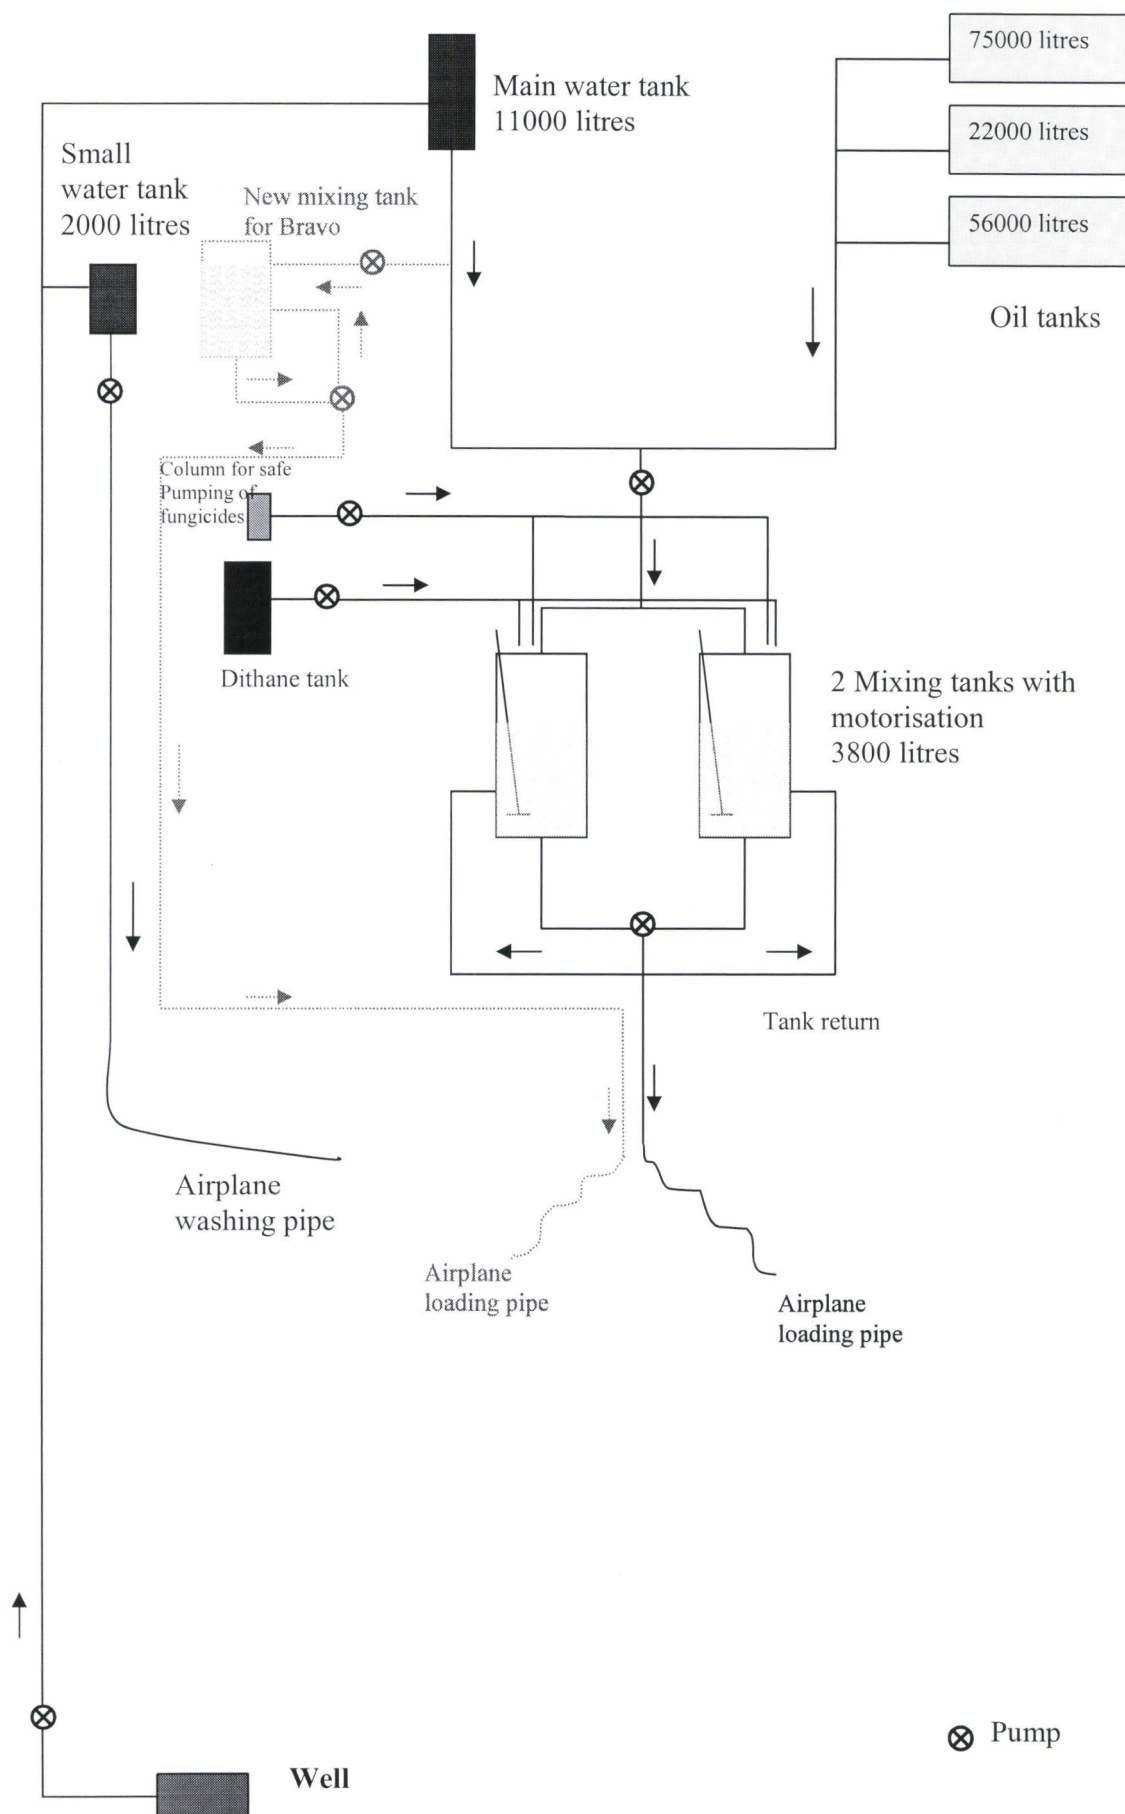 75000 litres
Main water tank
11000 litres
22000 litres
Small
water tank
2000 litres
New mixing tank
for Bravo
56000 litres
Oil tanks
Column for safe
Pumping of
fungicides
Dithane tank
2 Mixing tanks with
motorisation
3800 litres
Tank return
Airplane
washing pipe
Airplane
loading pipe
Airplane
loading pipe
Pump
Well